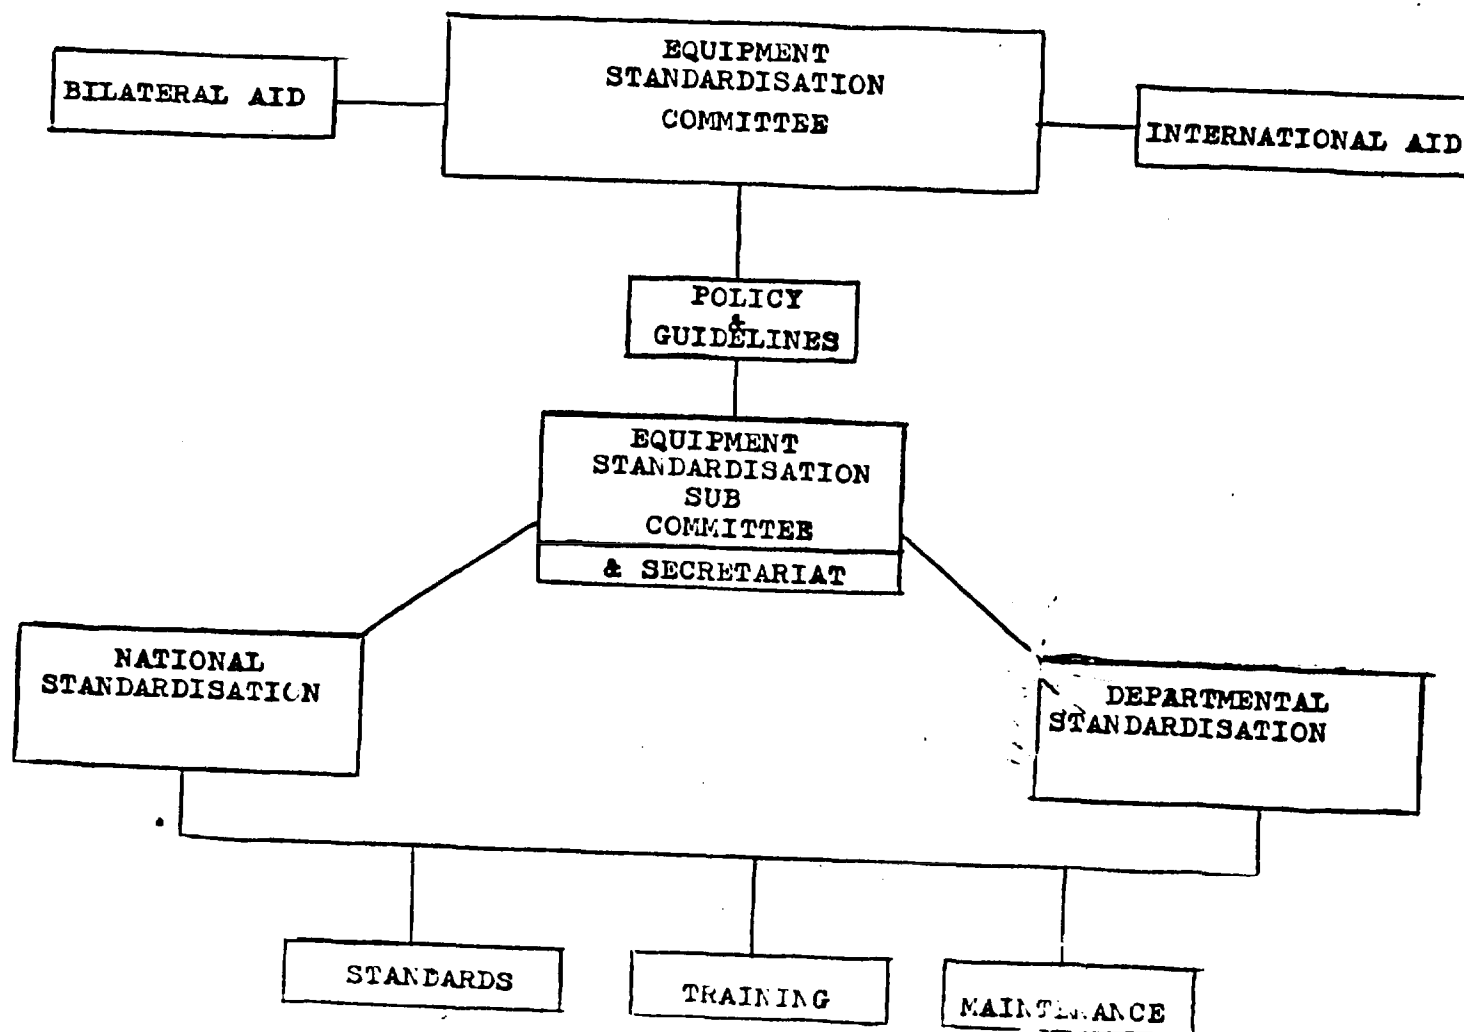 EQUIPMENT
STANDARDISATION
COMMITTEE
BILATERAL AID
INTERNATIONAL AID
POLICY
&
GUIDELINES
EQUIPMENT
STANDARDISATION
SUB
COMMITTEE
& SECRETARIAT
NATIONAL
STANDARDISATION
DEPARTMENTAL
STANDARDISATION
STANDARDS
TRAINING
MAINTENANCE